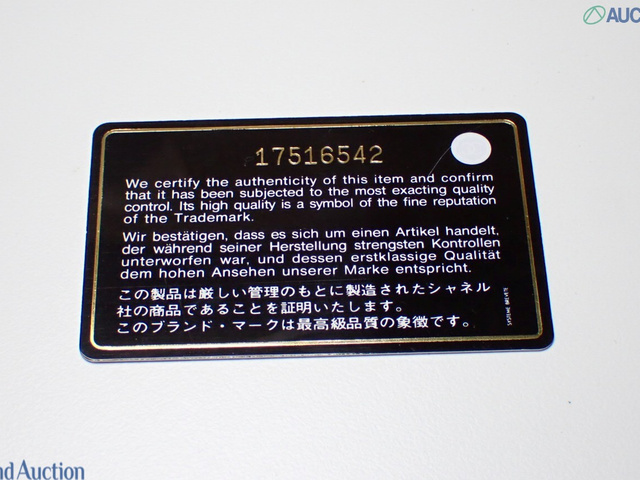 AUC
17516542
We certify the authenticity of this item and confirm
that it has been subjected to the most exacting quality
control. Its high quality is a symbol of the fine reputation
of the Trademark.
Wir bestätigen, dass es sich um einen Artikel handelt,
der während seiner Herstellung strengsten Kontrollen
unterworfen war, und dessen erstklassige Qualität
dem hohen Ansehen unserer Marke entspricht.
この製品は厳しい管理のもとに製造されたシャネル
社の商品であることを証明いたします。
このブランド・マークは最高級品質の象徴です。
SYSTEME
nd Auction